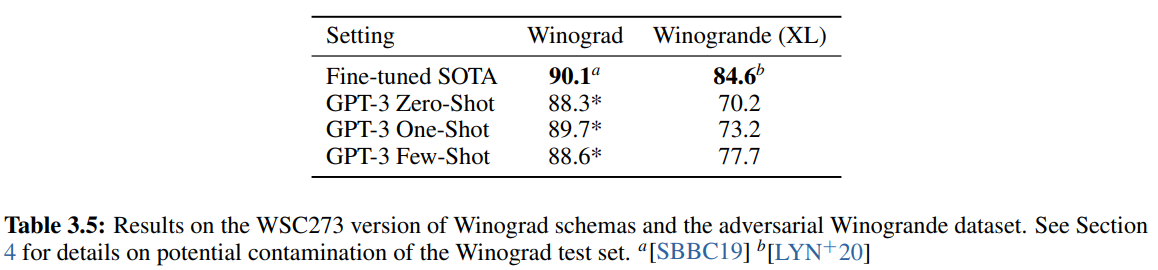 Setting Winograd Winogrande (XL)
Fine-tuned SOTA 90.1a 84.6b
GPT-3 Zero-Shot 88.3* 70.2
GPT-3 One-Shot 89.7* 73.2
GPT-3 Few-Shot 88.6* 77.7
Table 3.5: Results on the WSC273 version of Winograd schemas and the adversarial Winogrande dataset. See Section
4 for details on potential contamination of the Winograd test set. a[SBBC19] b[LYN+20]